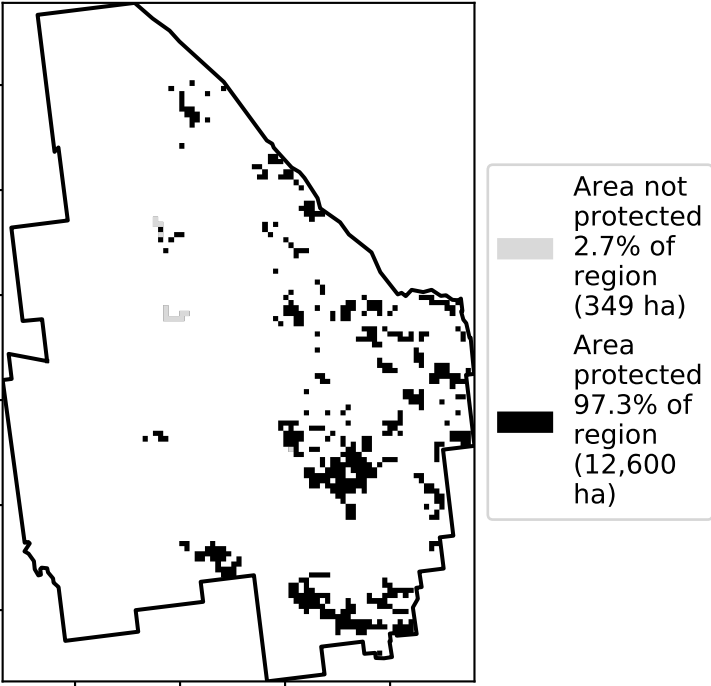 Area not
protected
2.7% of
region
(349 ha)
Area
protected
97.3% of
region
(12,600
ha)